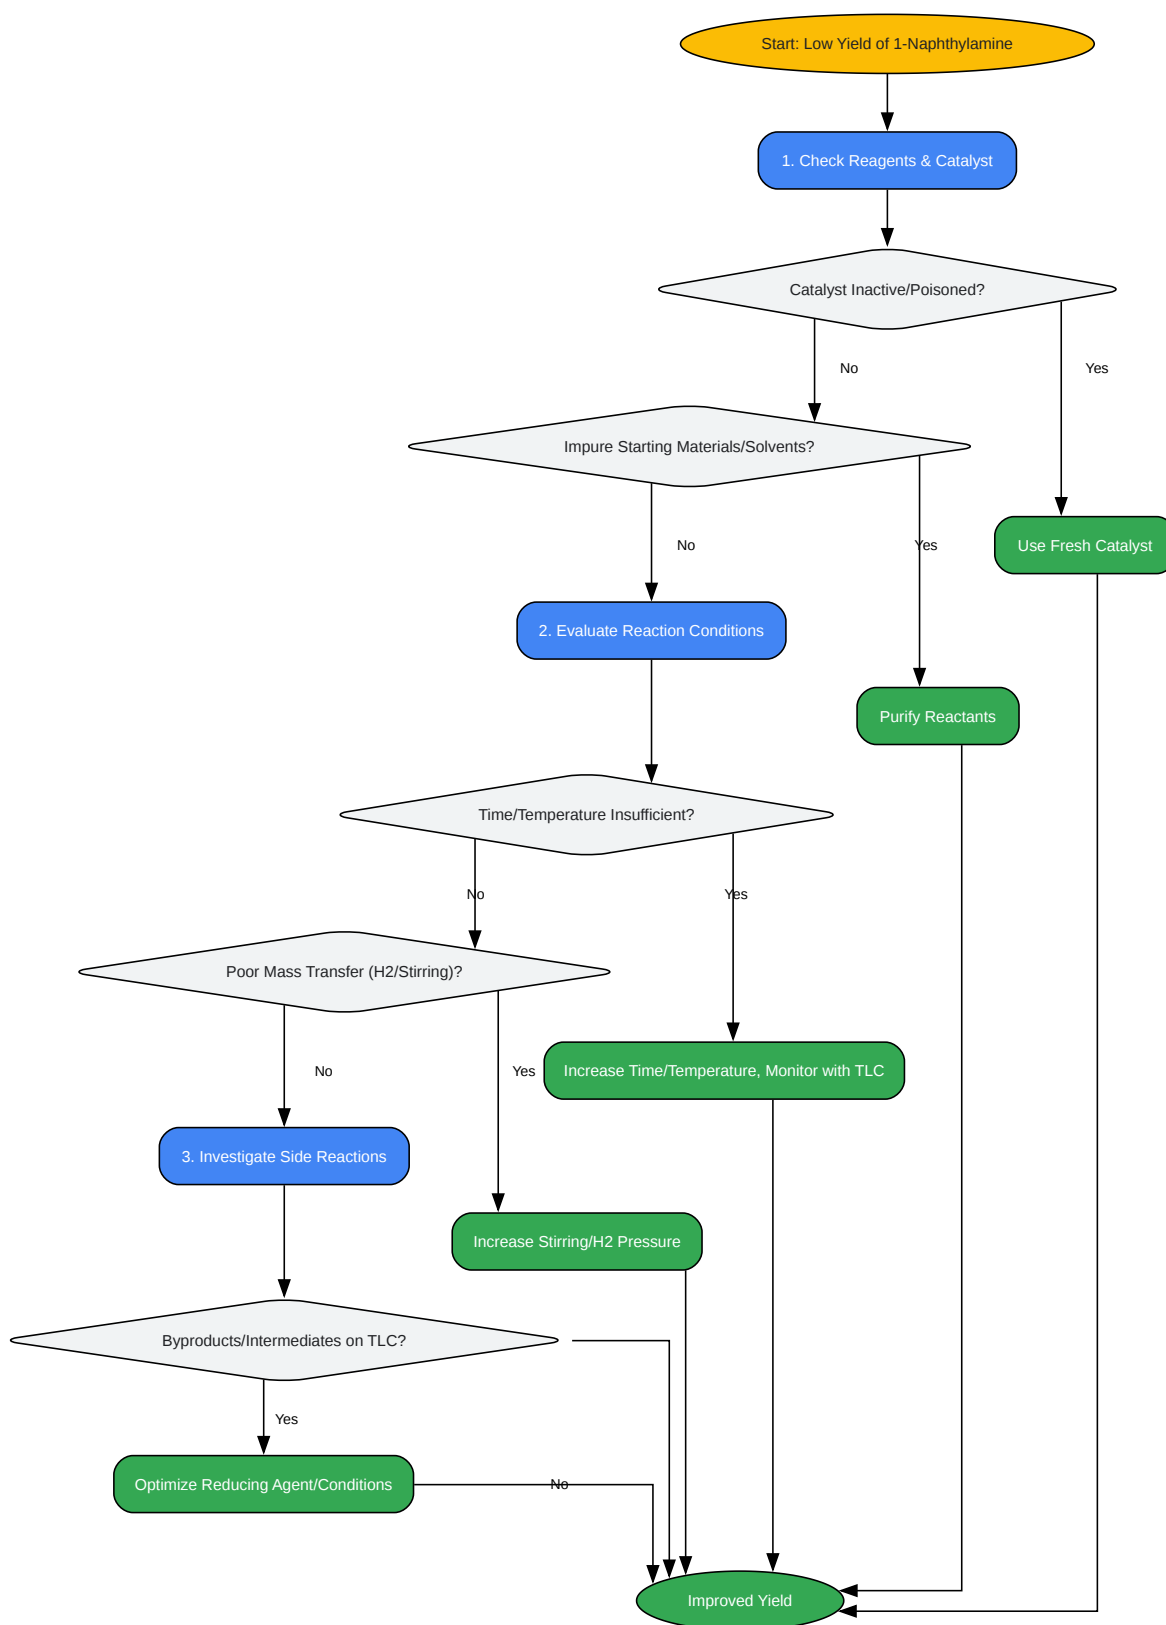 Start: Low Yield of 1-Naphthylamine
1. Check Reagents & Catalyst
Catalyst Inactive/Poisoned?
No
Yes
Impure Starting Materials/Solvents?
No
Yes
Use Fresh Catalyst
2. Evaluate Reaction Conditions
Purify Reactants
Time/Temperature Insufficient?
No
Yes
Poor Mass Transfer (H2/Stirring)?
No
Yes
Increase Time/Temperature, Monitor with TLC
3. Investigate Side Reactions
Increase Stirring/H2 Pressure
Byproducts/Intermediates on TLC?
Yes
Optimize Reducing Agent/Conditions
No
Improved Yield